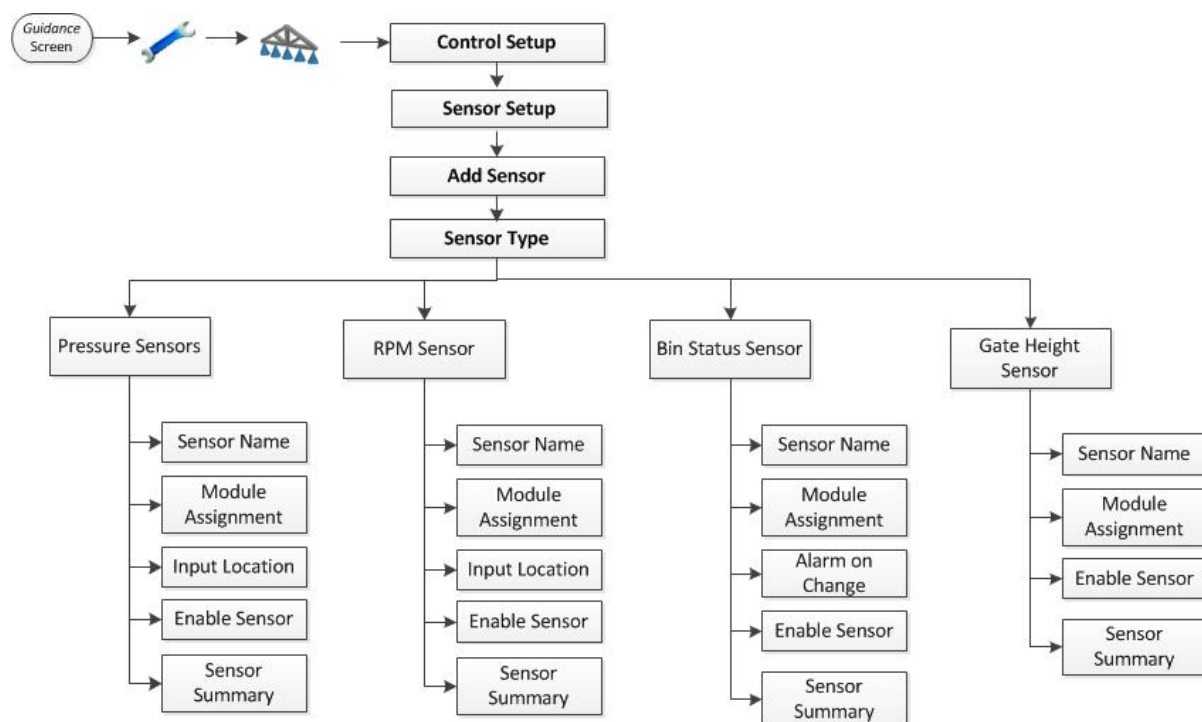 Guidance
Screen
Control Setup
Sensor Setup
Add Sensor
Sensor Type
Pressure Sensors
Sensor Name
Module
Assignment
Input Location
Enable Sensor
Sensor
Summary
RPM Sensor
Sensor Name
Module
Assignment
Input Location
Enable Sensor
Sensor
Summary
Bin Status Sensor
Sensor Name
Module
Assignment
Alarm on
Change
Enable Sensor
Sensor
Summary
Gate Height
Sensor
Sensor Name
Module
Assignment
Enable Sensor
Sensor
Summary